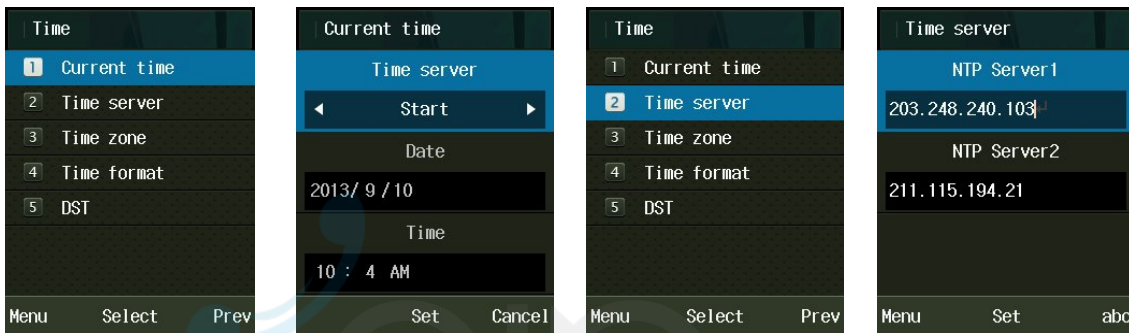 Time
1 Current time
2 Time server
3 Time zone
4 Time format
5 DST
Menu Select Prev
Current time
Time server
Start
Date
2013/ 9 /10
Time
10 : 4 AM
Set Cancel
Time
1 Current time
2 Time server
3 Time zone
4 Time format
5 DST
Menu Select Prev
Time server
NTP Server1
203.248.240.103
NTP Server2
211.115.194.21
Menu Set abc